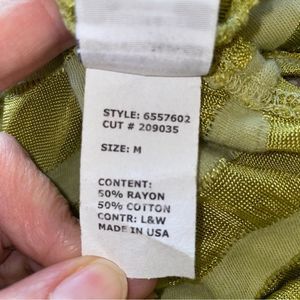 STYLE: 6557602
CUT # 209035
SIZE: M
CONTENT:
50% RAYON
50% COTTON
CONTR: L&W
MADE IN USA